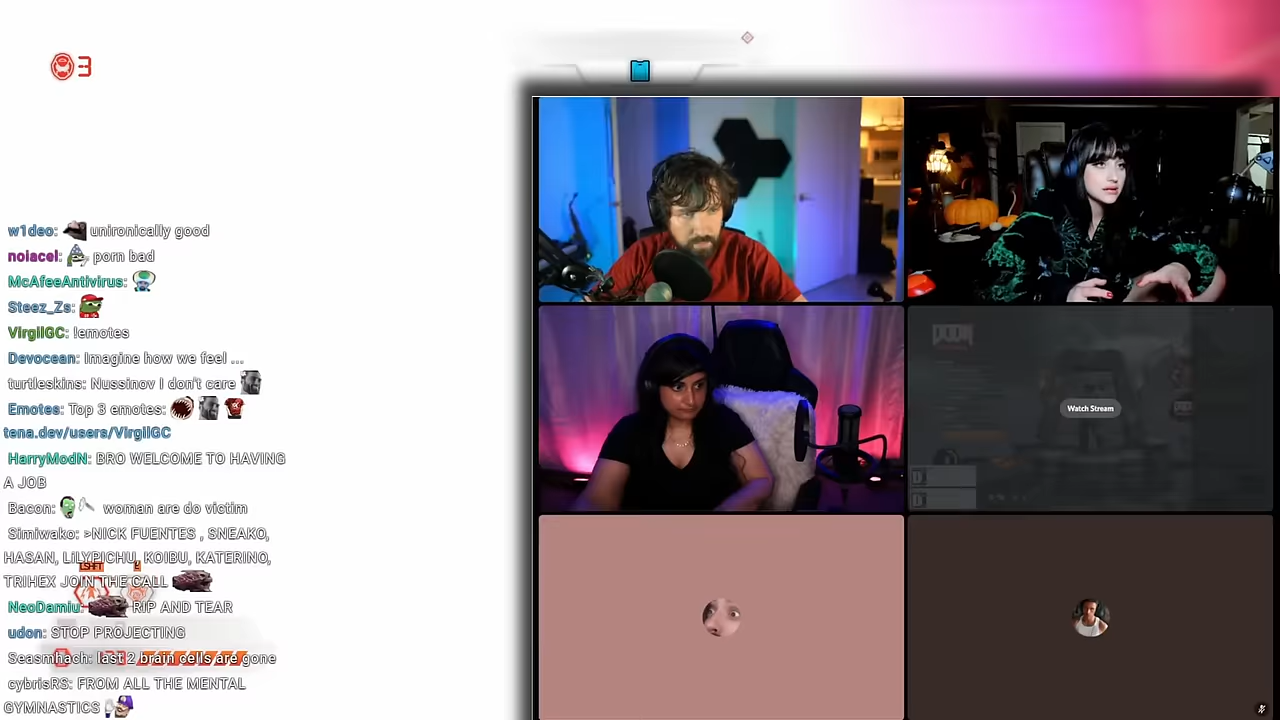 3
w1deo: unironically good
noiacel: porn bad
McAfeeAntivirus:
Steez_Zs:
VirgilGC: !emotes
Devocean: Imagine how we feel ...
turtleskins: Nussinov I don't care
Emotes: Top 3 emotes:
tena.dev/users/VirgilGC
HarryModN: BRO WELCOME TO HAVING
A JOB
Bacon: woman are do victim
Simiwako: >NICK FUENTES , SNEAKO,
HASAN, LiLYPICHU, KOIBU, KATERINO,
LSHFT
TRIHEX JOIN THE CALL
NeoDamiu: RIP AND TEAR
udon: STOP PROJECTING
Seasmhach: last 2 brain cells are gone
cybrisRS: FROM ALL THE MENTAL
GYMNASTICS
DOOM
Watch Stream